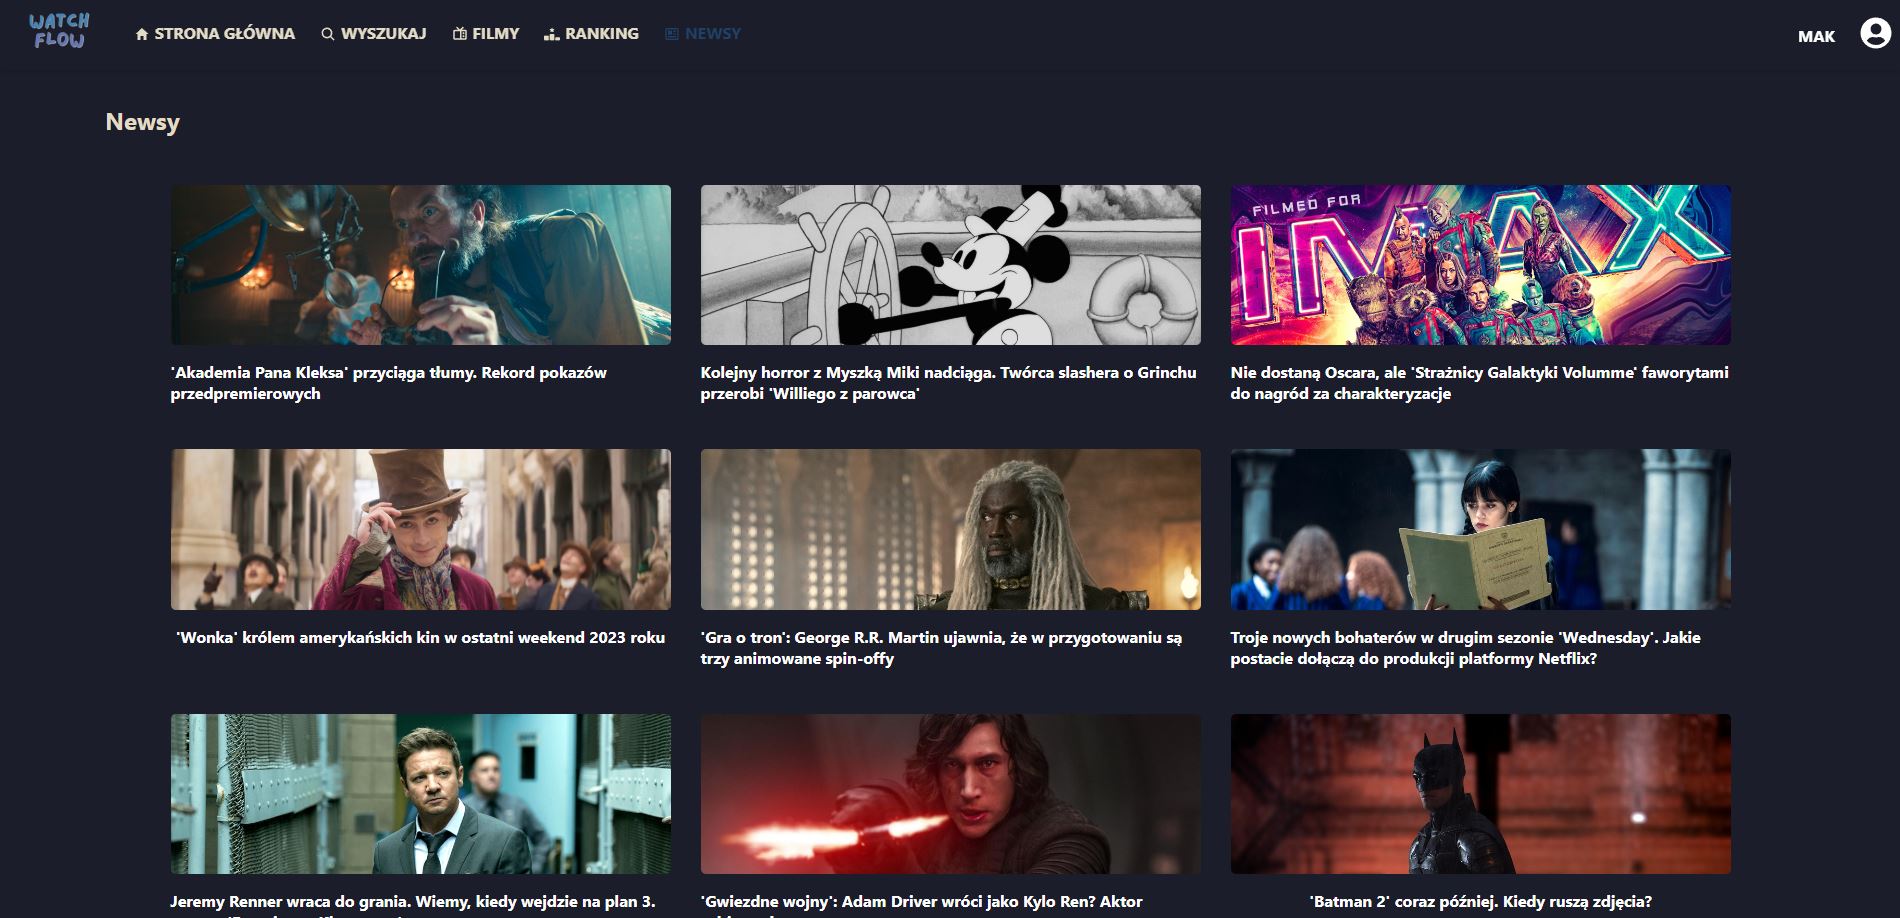 WATCH
FLOW
STRONA GŁÓWNA
WYSZUKAJ
FILMY
RANKING
NEWSY
MAK
Newsy
FILMED FOR
IMAX
'Akademia Pana Kleksa' przyciąga tłumy. Rekord pokazów
przedpremierowych
Kolejny horror z Myszką Miki nadciąga. Twórca slashera o Grinchu
przerobi 'Williego z parowca'
Nie dostaną Oscara, ale 'Strażnicy Galaktyki Volumme' faworytami
do nagród za charakteryzacje
'Wonka' królem amerykańskich kin w ostatni weekend 2023 roku
'Gra o tron': George R.R. Martin ujawnia, że w przygotowaniu są
trzy animowane spin-offy
Troje nowych bohaterów w drugim sezonie 'Wednesday'. Jakie
postacie dołączą do produkcji platformy Netflix?
Jeremy Renner wraca do grania. Wiemy, kiedy wejdzie na plan 3.
'Gwiezdne wojny': Adam Driver wróci jako Kylo Ren? Aktor
'Batman 2' coraz później. Kiedy ruszą zdjęcia?